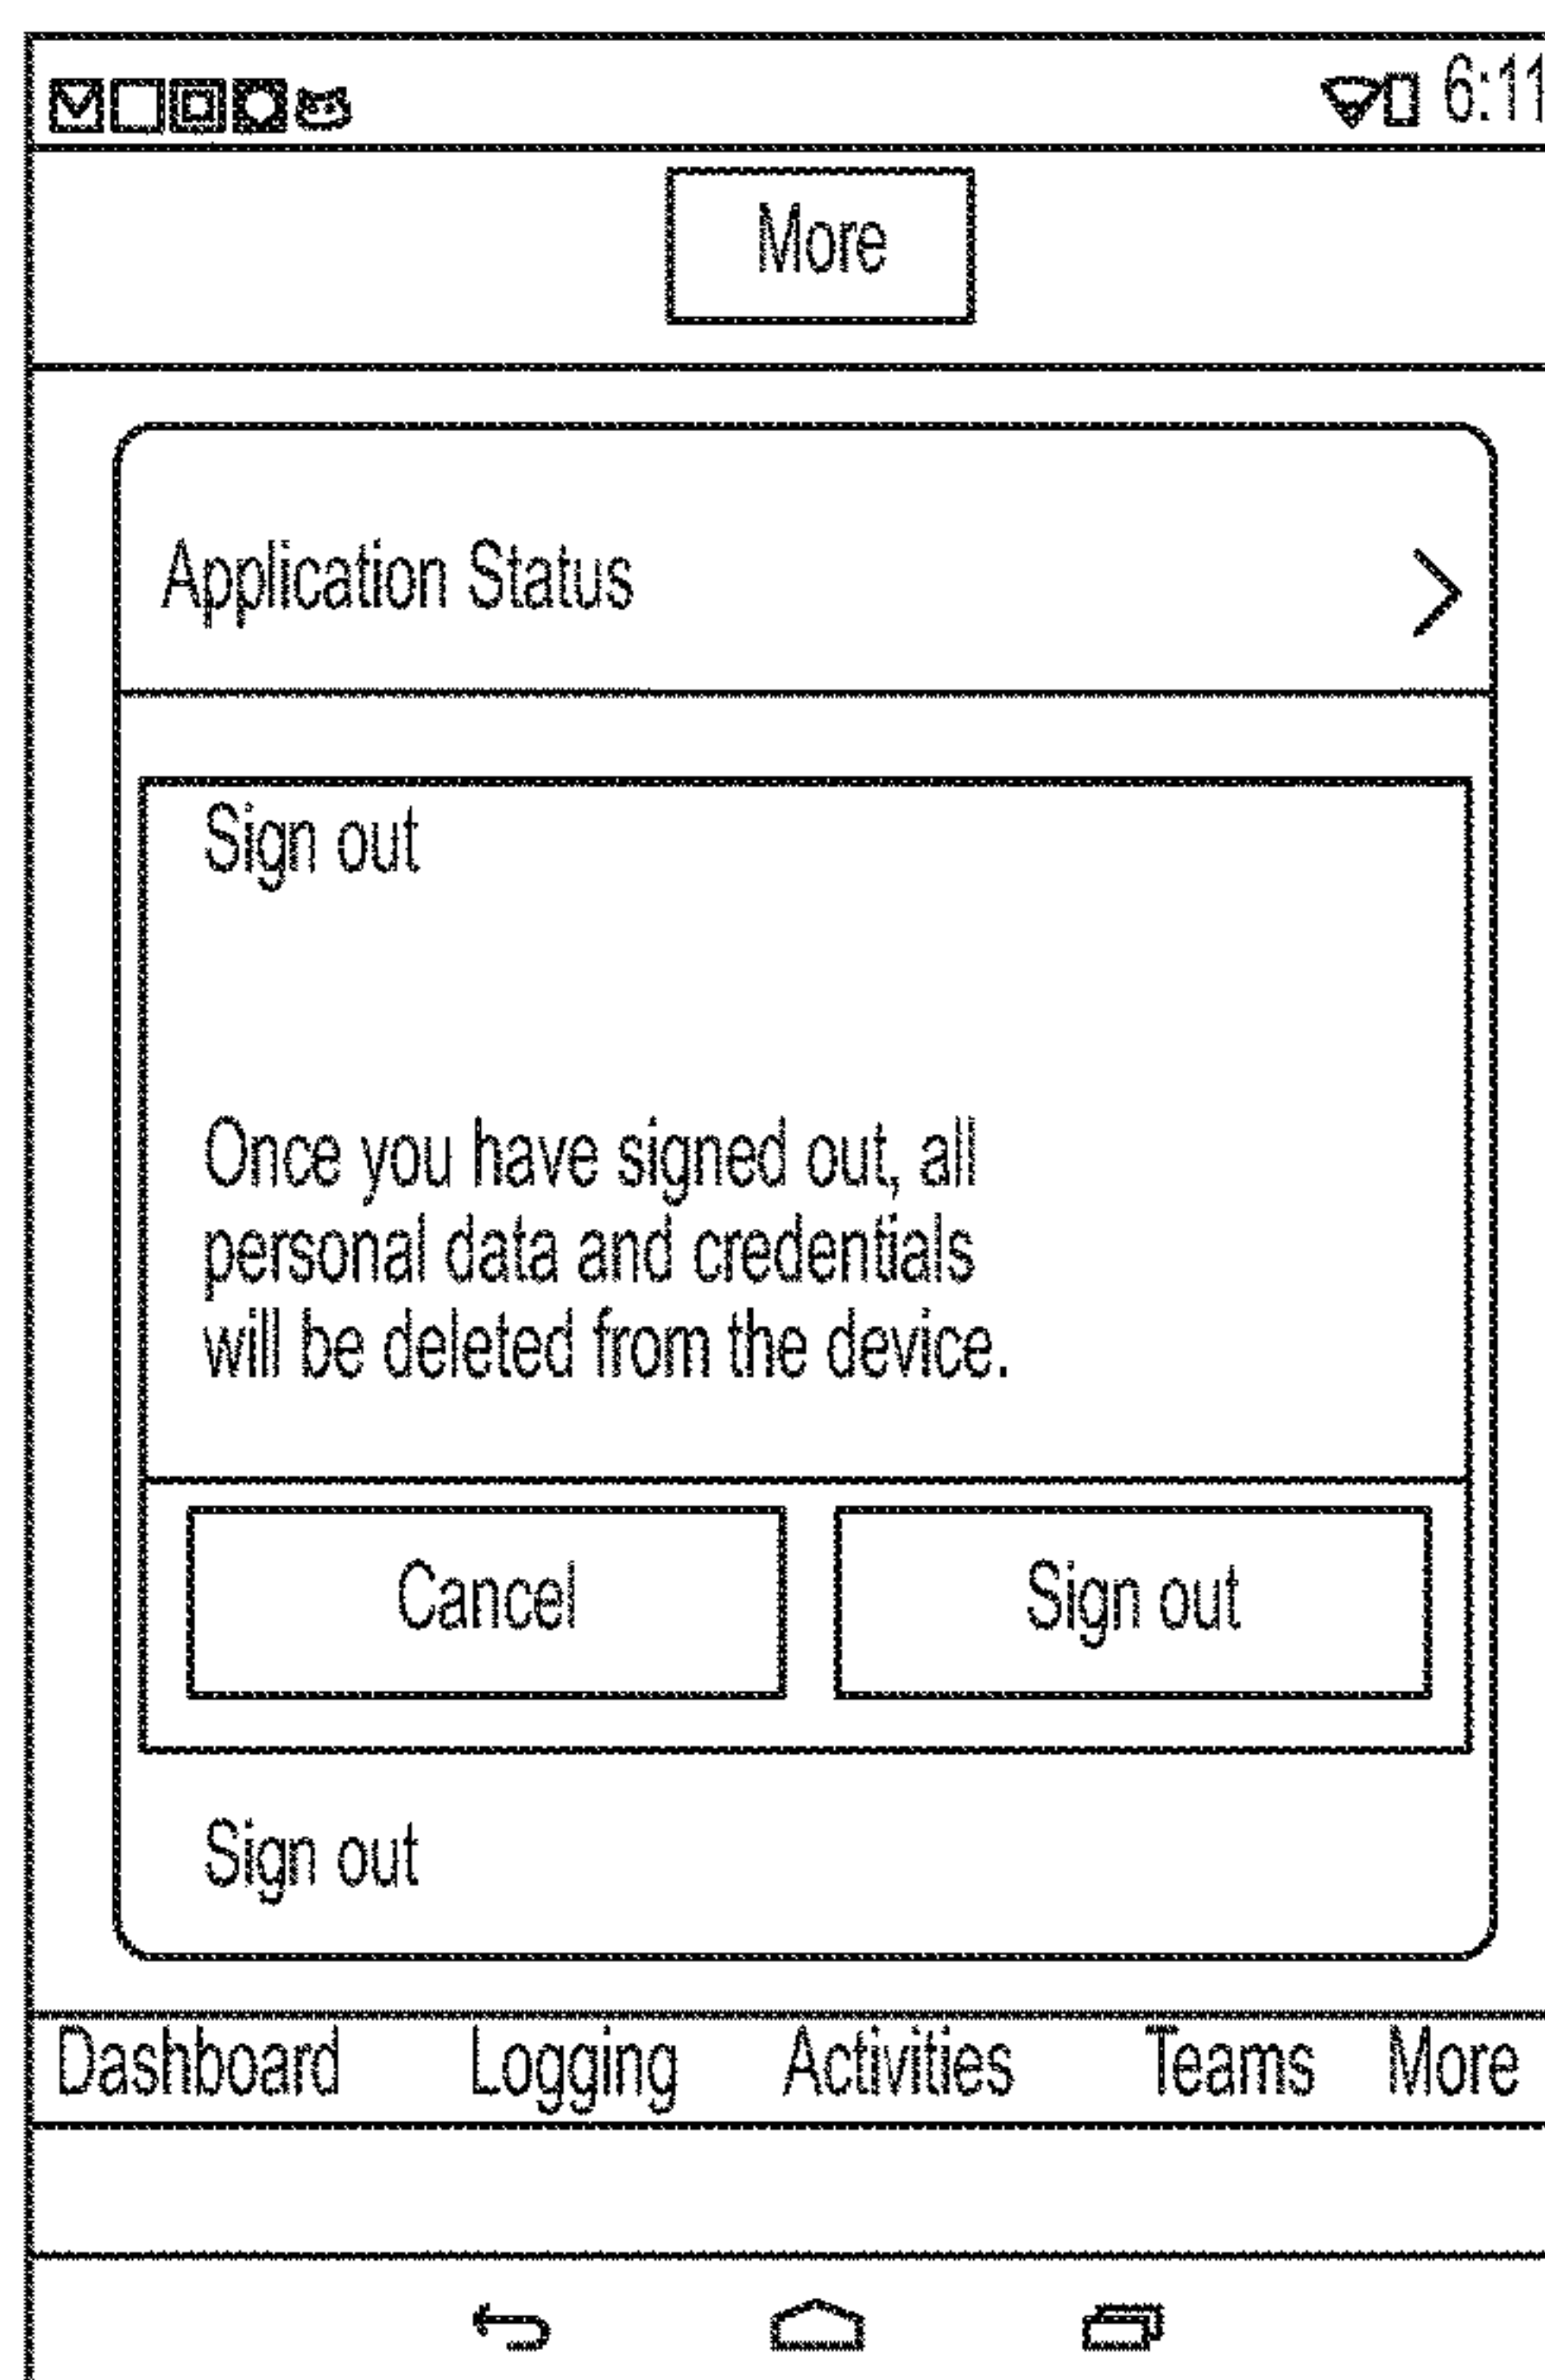 6:11
More
Application Status
Sign out
Once you have signed out, all
personal data and credentials
will be deleted from the device.
Cancel Sign out
Sign out
Dashboard Logging Activities Teams More